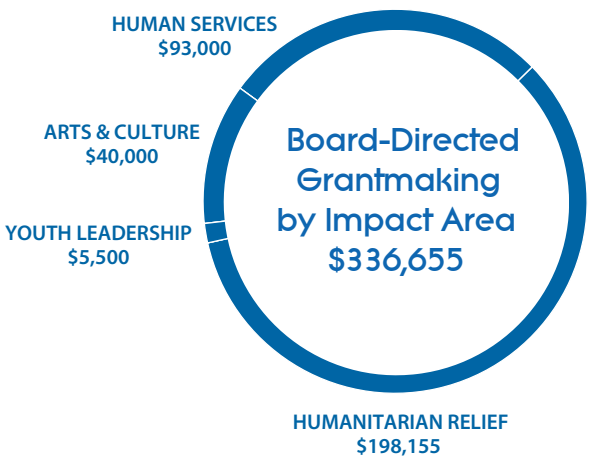 HUMAN SERVICES
$93,000
ARTS & CULTURE
$40,000
YOUTH LEADERSHIP
$5,500
Board-Directed
Grantmaking
by Impact Area
$336,655
HUMANITARIAN RELIEF
$198,155